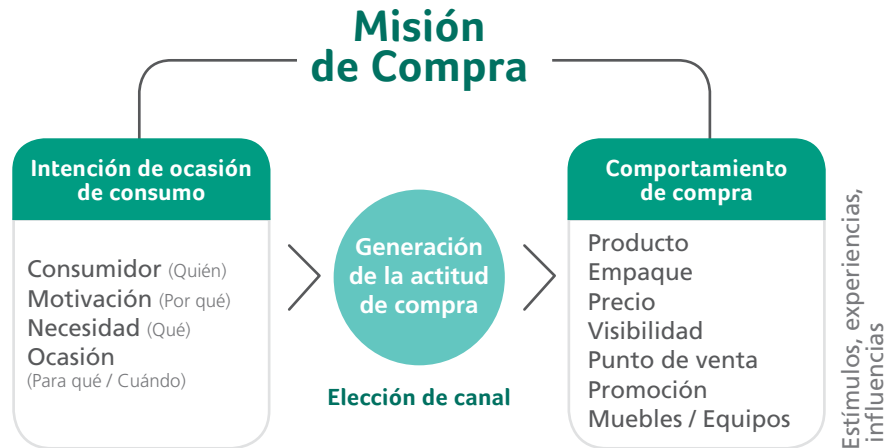 Misión
de Compra
Intención de ocasión
de consumo
Consumidor (Quién)
Motivación (Por qué)
Necesidad (Qué)
Ocasión
(Para qué / Cuándo)
Generación
de la actitud
de compra
Elección de canal
Comportamiento
de compra
Producto
Empaque
Precio
Visibilidad
Punto de venta
Promoción
Muebles / Equipos
Estímulos, experiencias,
influencias